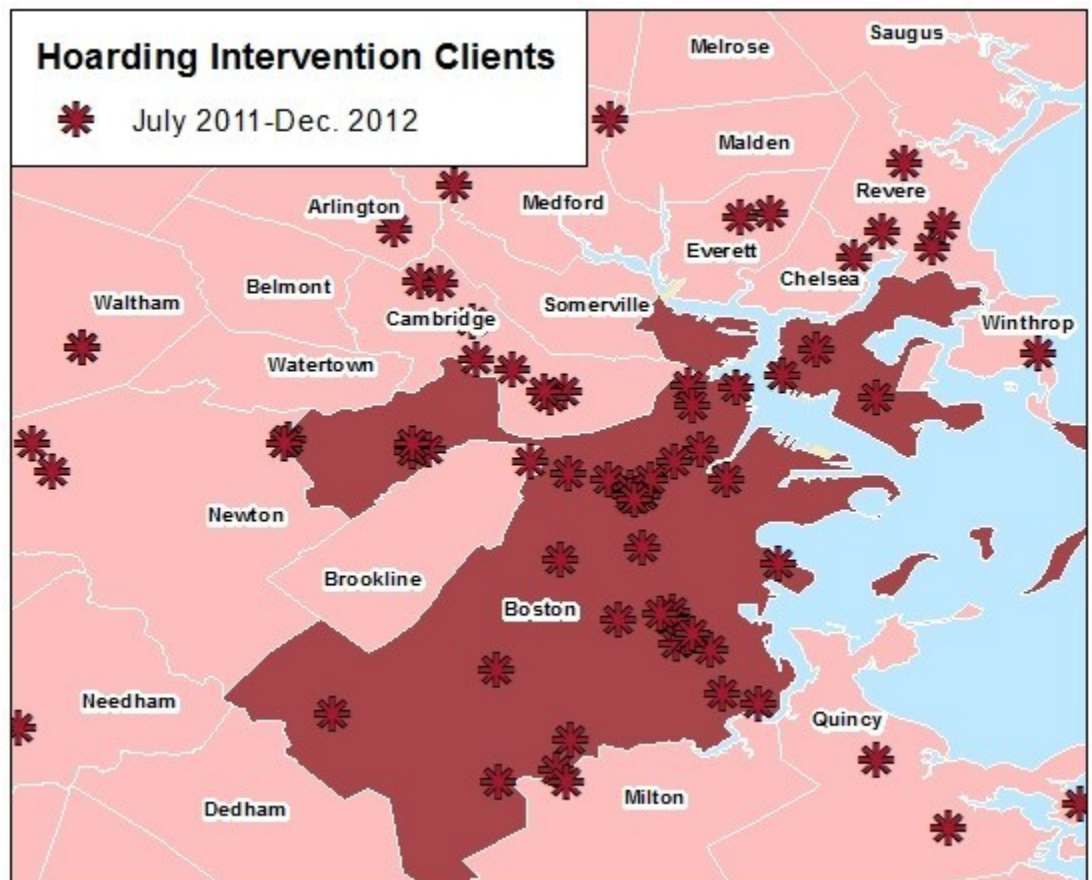 Hoarding Intervention Clients
July 2011-Dec. 2012
Melrose
Saugus
Malden
Revere
Arlington
Medford
Everett
Chelsea
Belmont
Waltham
Somerville
Cambridge
Winthrop
Watertown
Newton
Brookline
Boston
Needham
Quincy
Dedham
Milton